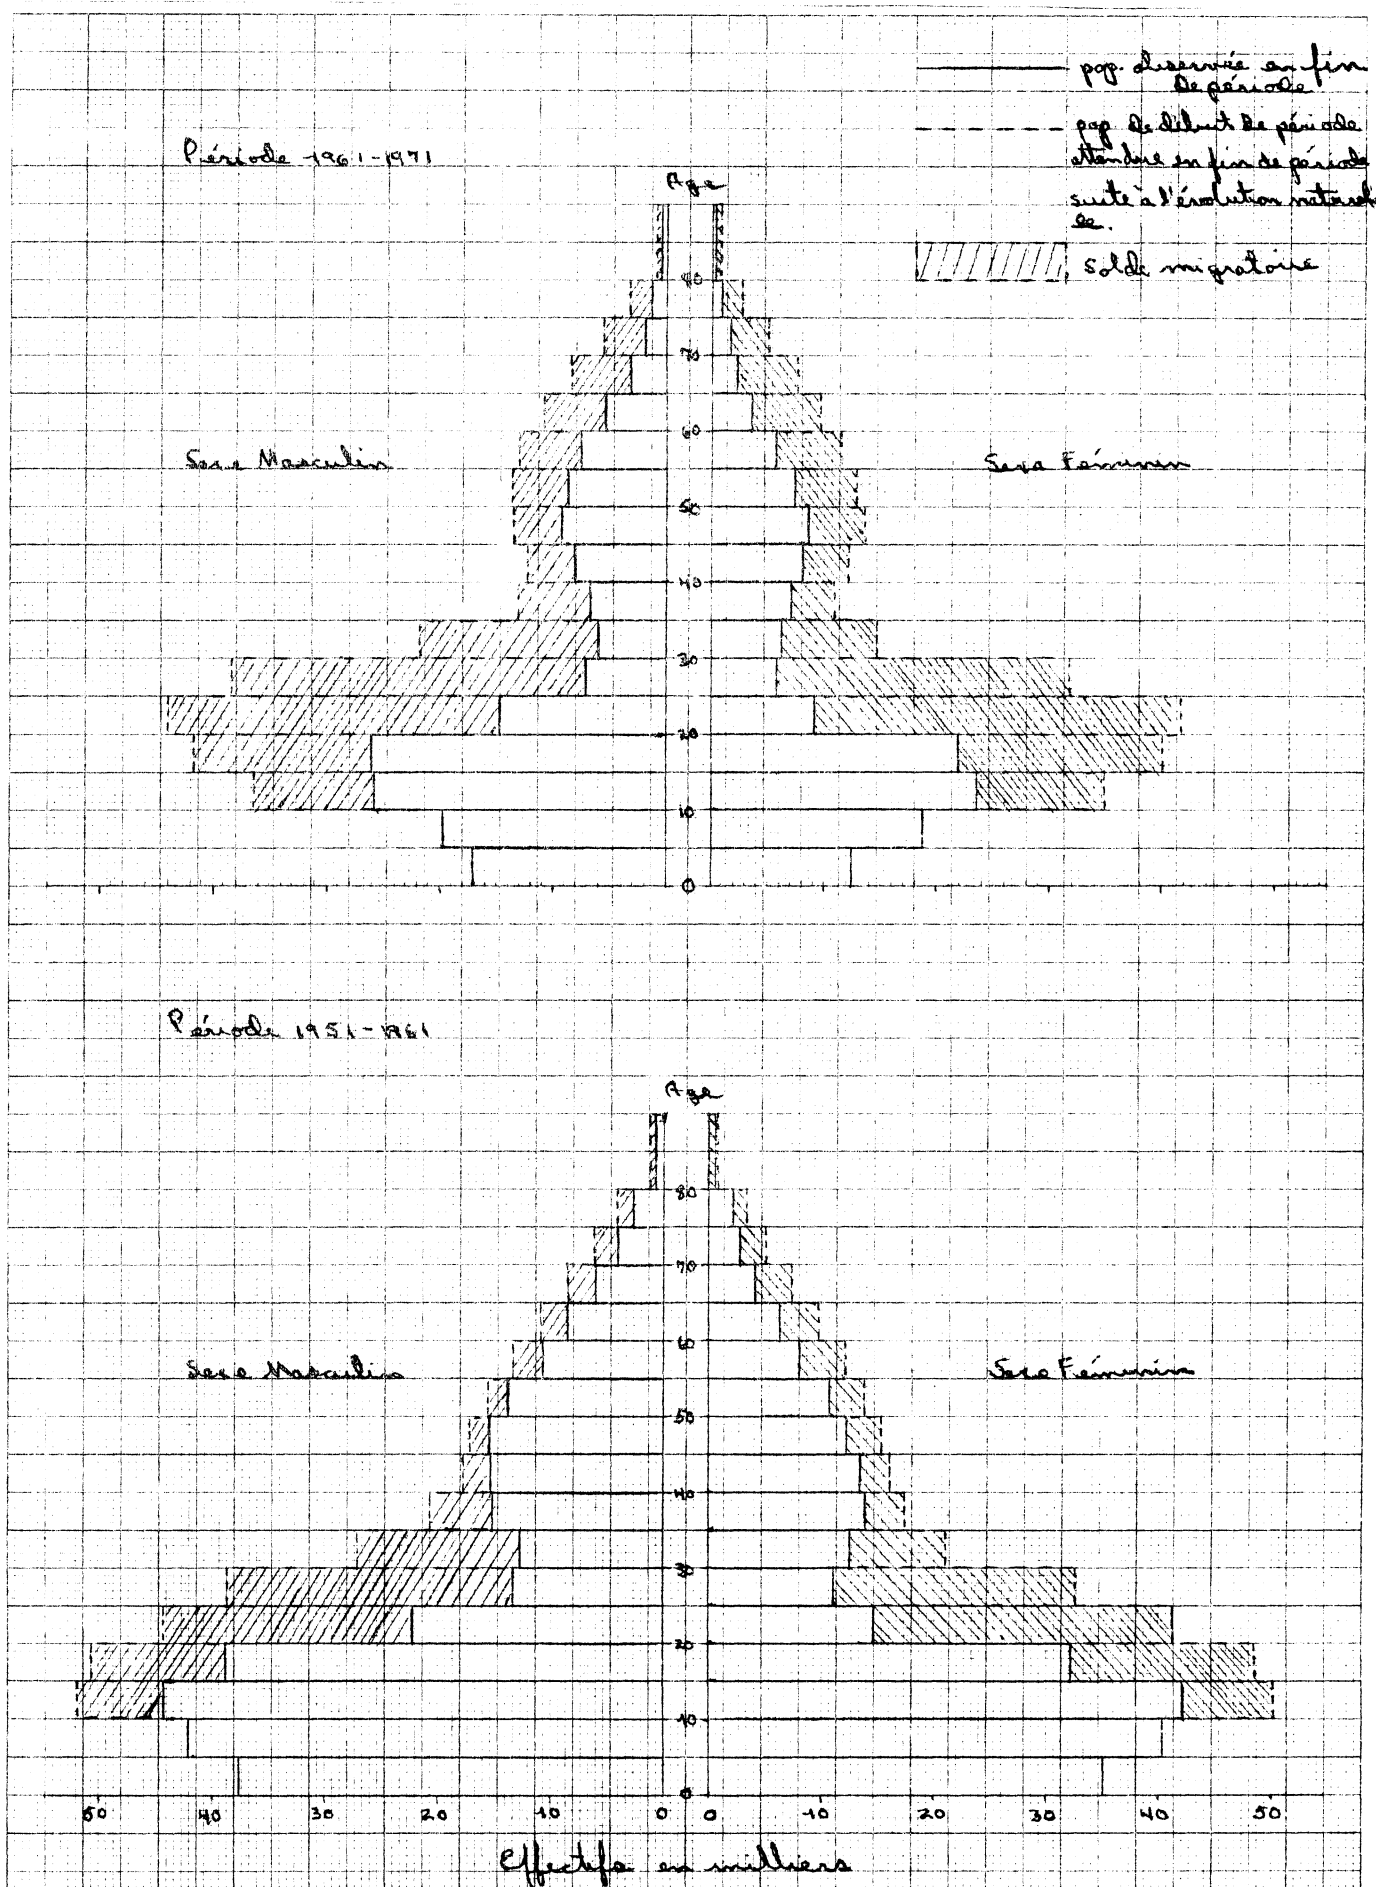 pop. observée en fin
de période
pop de début de période
attendue en fin de période
suite à l'évolution naturel
le.
solde migratoire
Période 1961-1971
Age
80
70
60
Sexe Masculin
Sexe Féminin
50
40
30
20
10
0
Période 1951-1961
Age
80
70
60
Sexe Masculin
Sexe Féminin
50
40
30
20
10
0
50 40 30 20 10 0 0 10 20 30 40 50
Effectifs en milliers